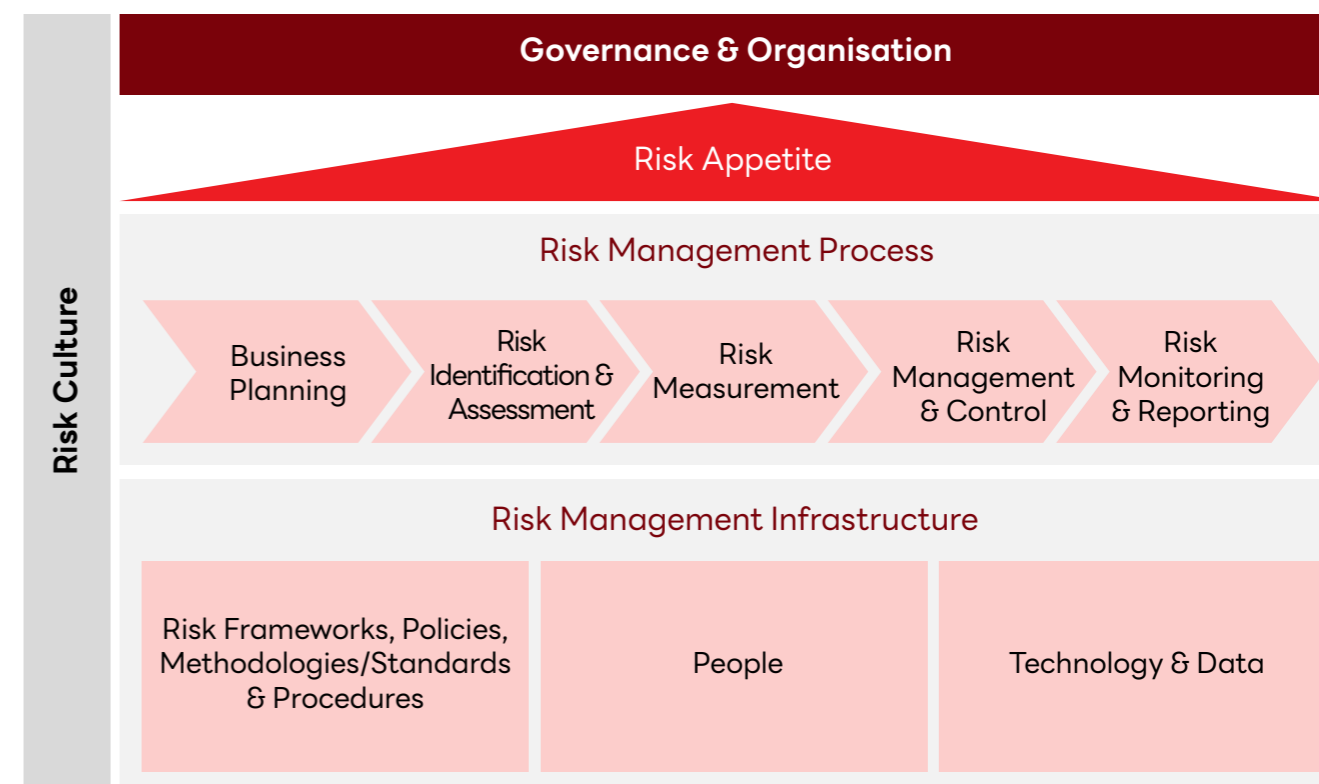 Governance & Organisation
Risk Appetite
Risk Culture
Risk Management Process
Business
Planning
Risk
Identification &
Assessment
Risk
Measurement
Risk
Management
& Control
Risk
Monitoring
& Reporting
Risk Management Infrastructure
Risk Frameworks, Policies,
Methodologies/Standards
& Procedures
People
Technology & Data